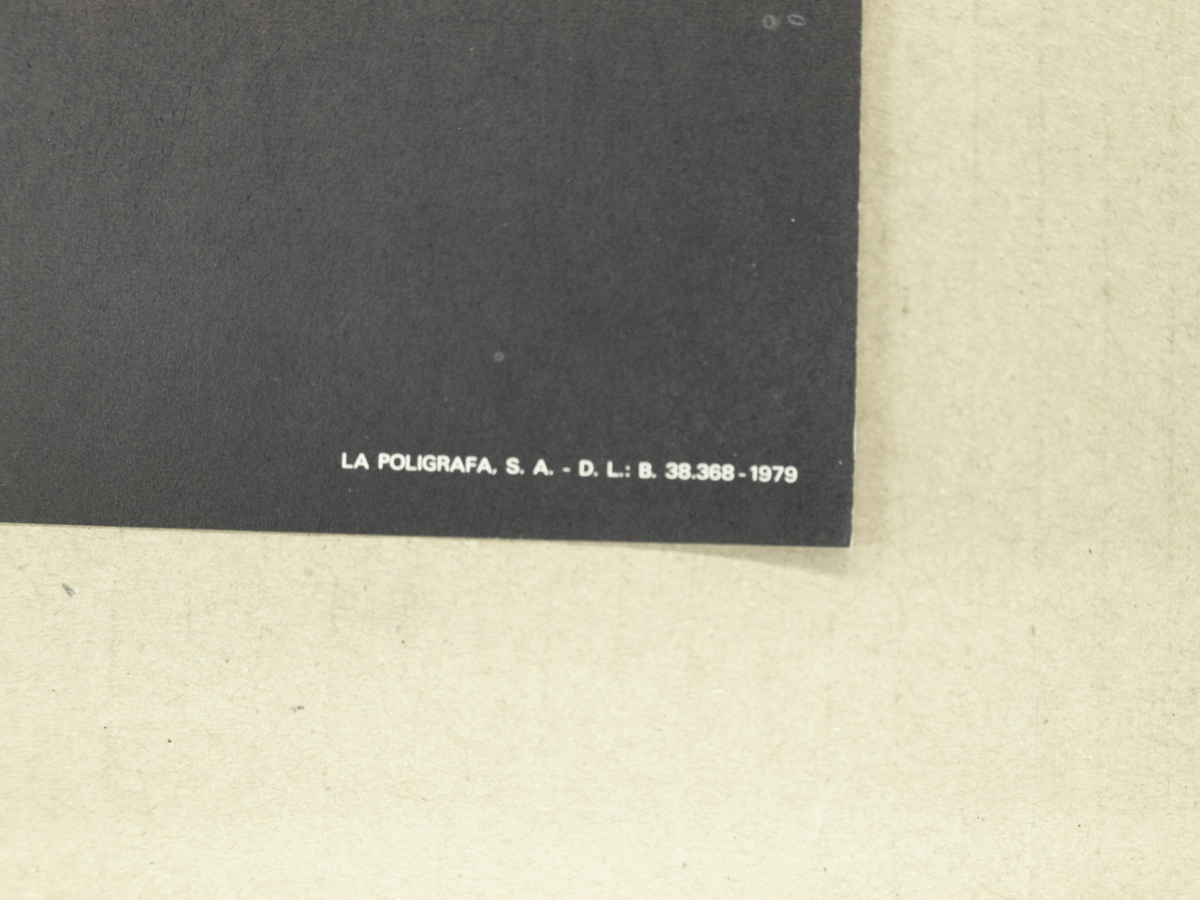 LA POLIGRAFA, S. A. - D. L.: B. 38.368-1979